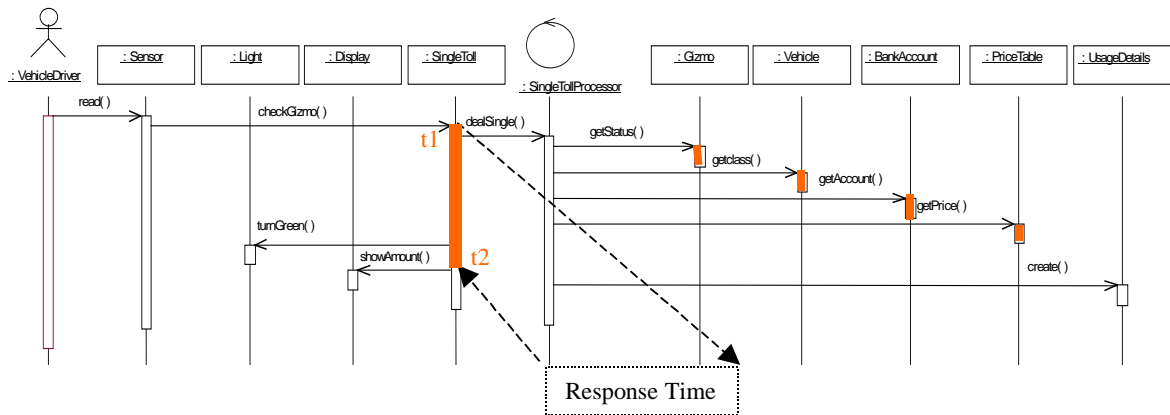 : Sensor
: Light
: Display
: SingleToll
: Gizmo
: Vehicle
: BankAccount
: PriceTable
: UsageDetails
: VehicleDriver
: SingleTollProcessor
read( )
checkGizmo( )
dealSingle( )
t1
getStatus( )
getclass( )
getAccount( )
getPrice( )
turnGreen( )
showAmount( )
t2
create( )
Response Time